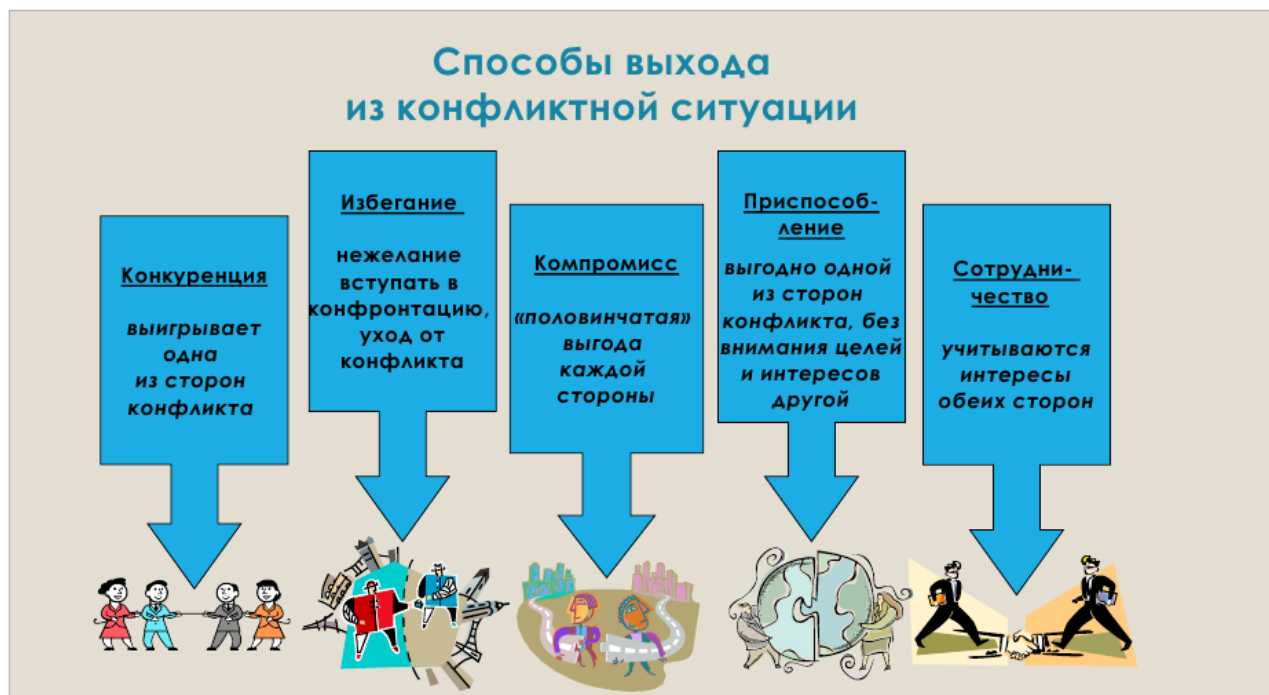 Способы выхода
из конфликтной ситуации
Конкуренция
выигрывает
одна
из сторон
конфликта
Избегание
нежелание
вступать в
конфронтацию,
уход от
конфликта
Компромисс
«половинчатая»
выгода
каждой
стороны
Приспособ-
ление
выгодно одной
из сторон
конфликта, без
внимания целей
и интересов
другой
Сотрудни-
чество
учитываются
интересы
обеих сторон